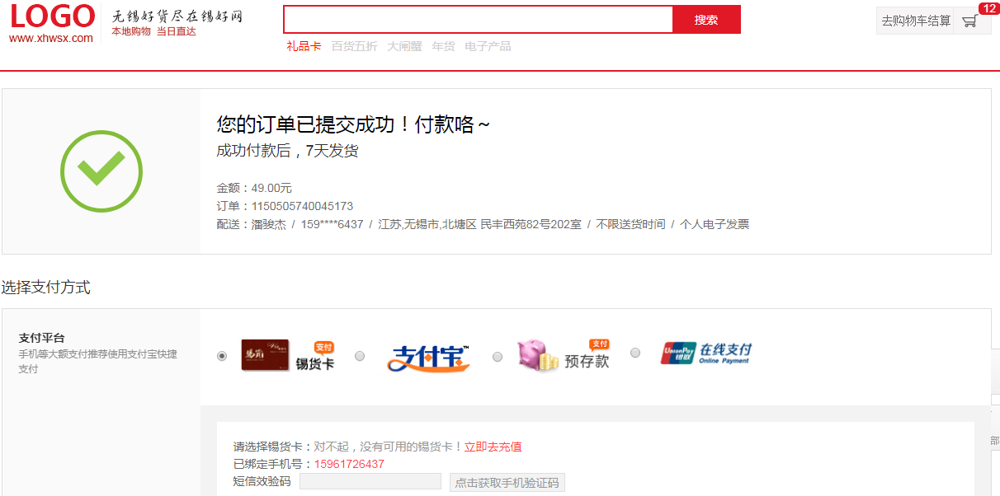 LOGO
www.xhwsx.com
无锡好货尽在锡好网
本地购物 当日直达
搜索
去购物车结算
12
礼品卡 百货五折 大闸蟹 年货 电子产品
您的订单已提交成功！付款咯～
成功付款后，7天发货
金额：49.00元
订单：1150505740045173
配送：潘骏杰 / 159****6437 / 江苏,无锡市,北塘区 民丰西苑82号202室 / 不限送货时间 / 个人电子发票
选择支付方式
支付平台
手机等大额支付推荐使用支付宝快捷
支付
支付
锡货卡
支付宝™
支付
预存款
UnionPay
银联
在线支付
Online Payment
请选择锡货卡：对不起，没有可用的锡货卡！立即去充值
已绑定手机号：15961726437
短信效验码
点击获取手机验证码
部